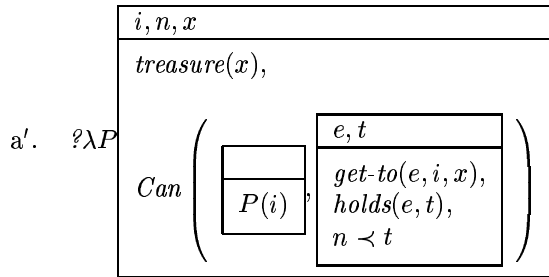 i, n, x
treasure(x),
a′. ?λP
e, t
Can ( P(i) , get-to(e, i, x), )
holds(e, t),
n ≺ t